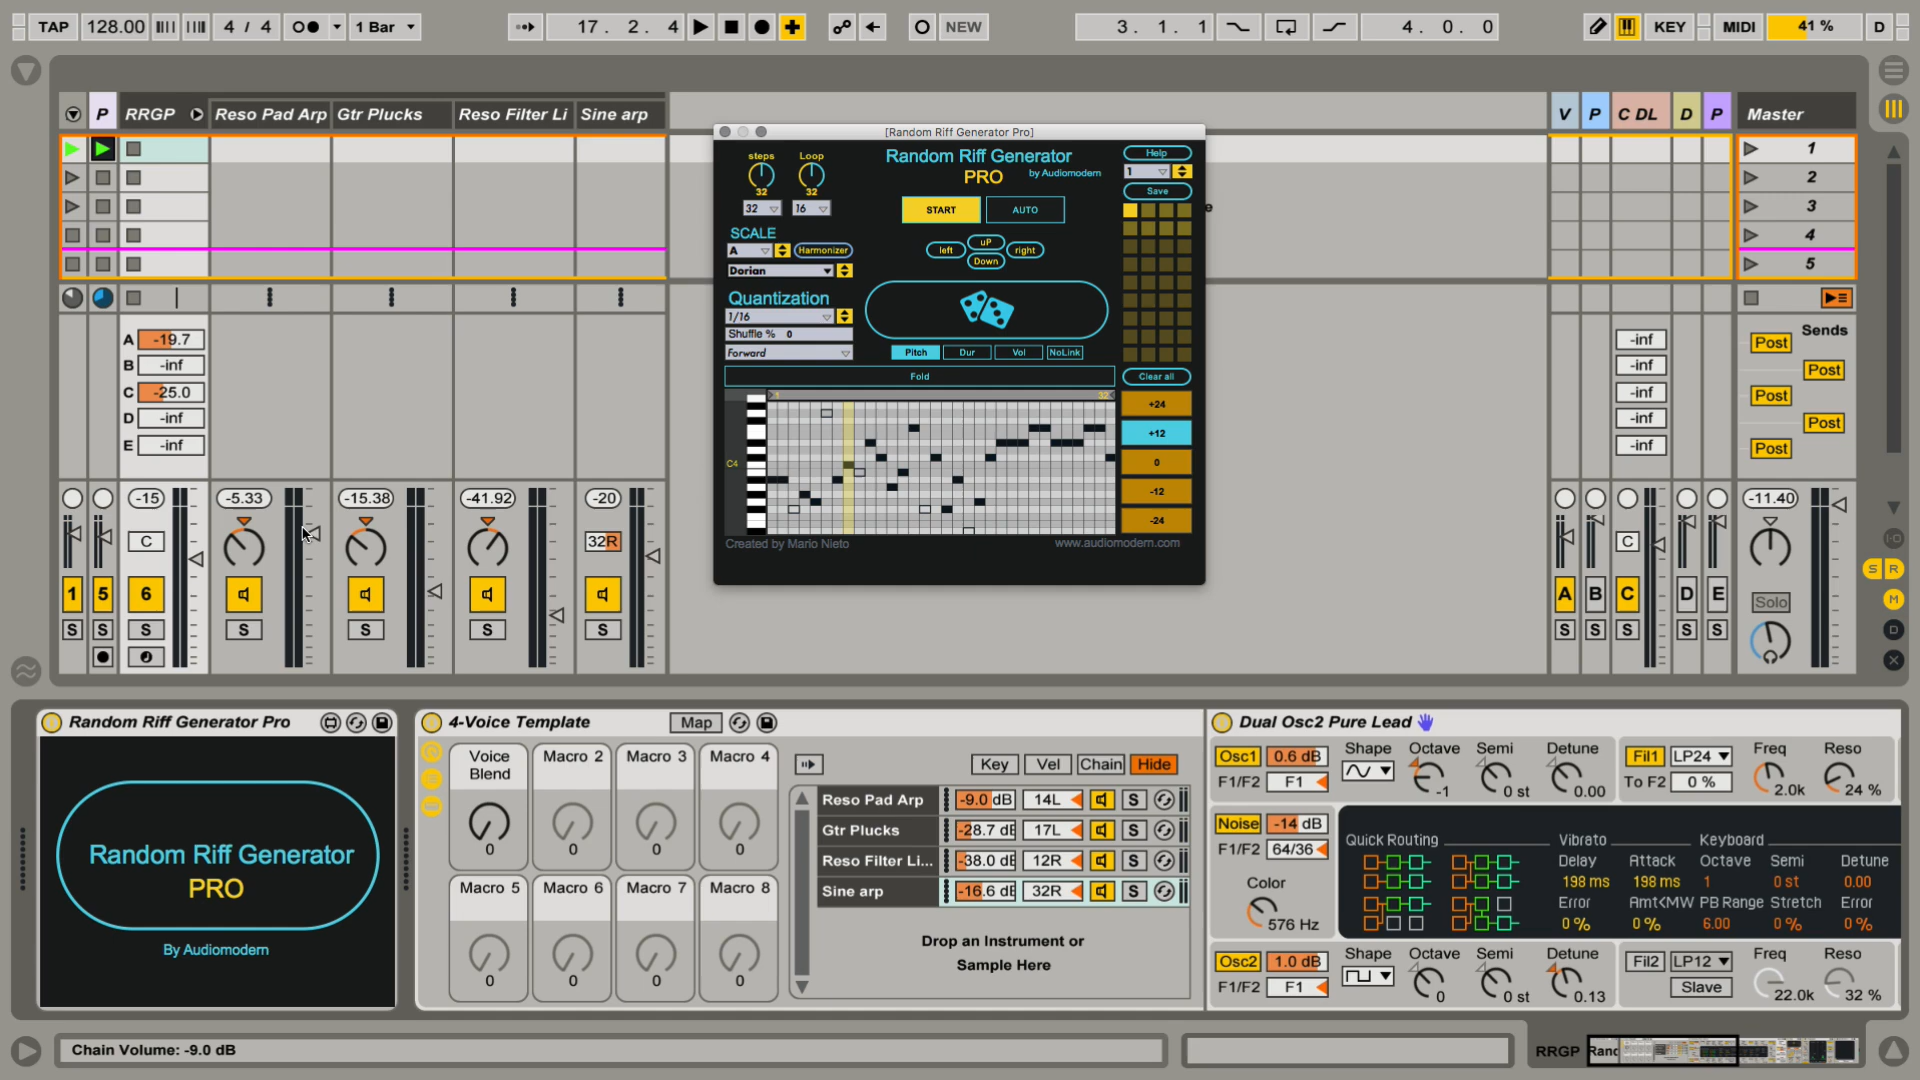 TAP 128.00 4 / 4 1 Bar 17. 2. 4 NEW 3. 1. 1 4. 0. 0 KEY MIDI 41 % D
P RRGP Reso Pad Arp Gtr Plucks Reso Filter Li Sine arp V P C DL D P Master
1
2
3
4
5
A -19.7
B -inf
C -25.0
D -inf
E -inf
-inf
-inf
-inf
-inf
-inf
Sends
Post
Post
Post
Post
Post
-15 -5.33 -15.38 -41.92 -20 -11.40
C 32R C
1 5 6 A B C D E Solo
S S S S S S S S S S S S
S R
M
D
[Random Riff Generator Pro]
steps Loop
32 32
32 16
Random Riff Generator
PRO by Audiomodern
Help
1
Save
START AUTO
SCALE
A Harmonizer
Dorian
left uP right
Down
Quantization
1/16
Shuffle % 0
Forward
Pitch Dur Vol NoLink
Fold Clear all
1 32
C4
+24
+12
0
-12
-24
Created by Mario Nieto www.audiomodern.com
Random Riff Generator Pro
Random Riff Generator
PRO
By Audiomodern
4-Voice Template Map
Voice Blend Macro 2 Macro 3 Macro 4
0 0 0 0
Macro 5 Macro 6 Macro 7 Macro 8
0 0 0 0
Key Vel Chain Hide
Reso Pad Arp -9.0 dB 14L S
Gtr Plucks -28.7 dB 17L S
Reso Filter Li... -38.0 dB 12R S
Sine arp -16.6 dB 32R S
Drop an Instrument or
Sample Here
Dual Osc2 Pure Lead
Osc1 0.6 dB Shape Octave Semi Detune Fil1 LP24 Freq Reso
F1/F2 F1 -1 0 st 0.00 To F2 0 % 2.0k 24 %
Noise -14 dB
F1/F2 64/36
Color
576 Hz
Quick Routing Vibrato Keyboard
Delay Attack Octave Semi Detune
198 ms 198 ms 1 0 st 0.00
Error Amt<MW PB Range Stretch Error
0 % 0 % 6.00 0 % 0 %
Osc2 1.0 dB Shape Octave Semi Detune Fil2 LP12 Freq Reso
F1/F2 F1 0 0 st 0.13 Slave 22.0k 32 %
Chain Volume: -9.0 dB
RRGP